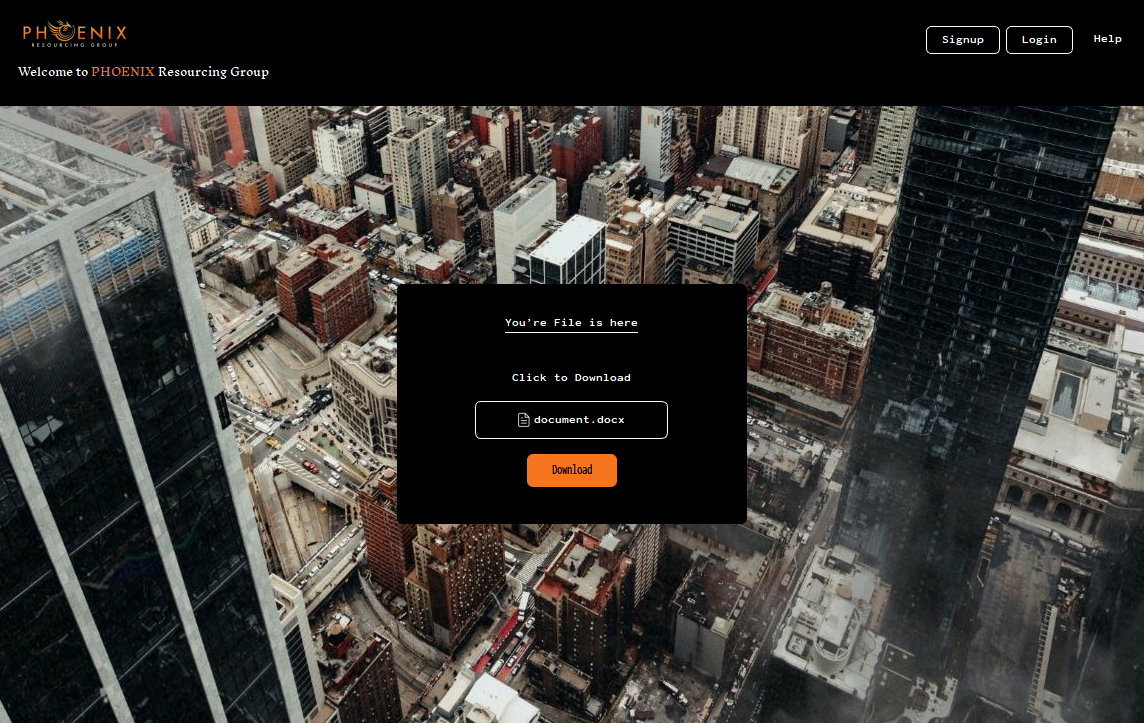 PHOENIX
RESOURCING GROUP
Welcome to PHOENIX Resourcing Group
Signup
Login
Help
You're File is here
Click to Download
document.docx
Download